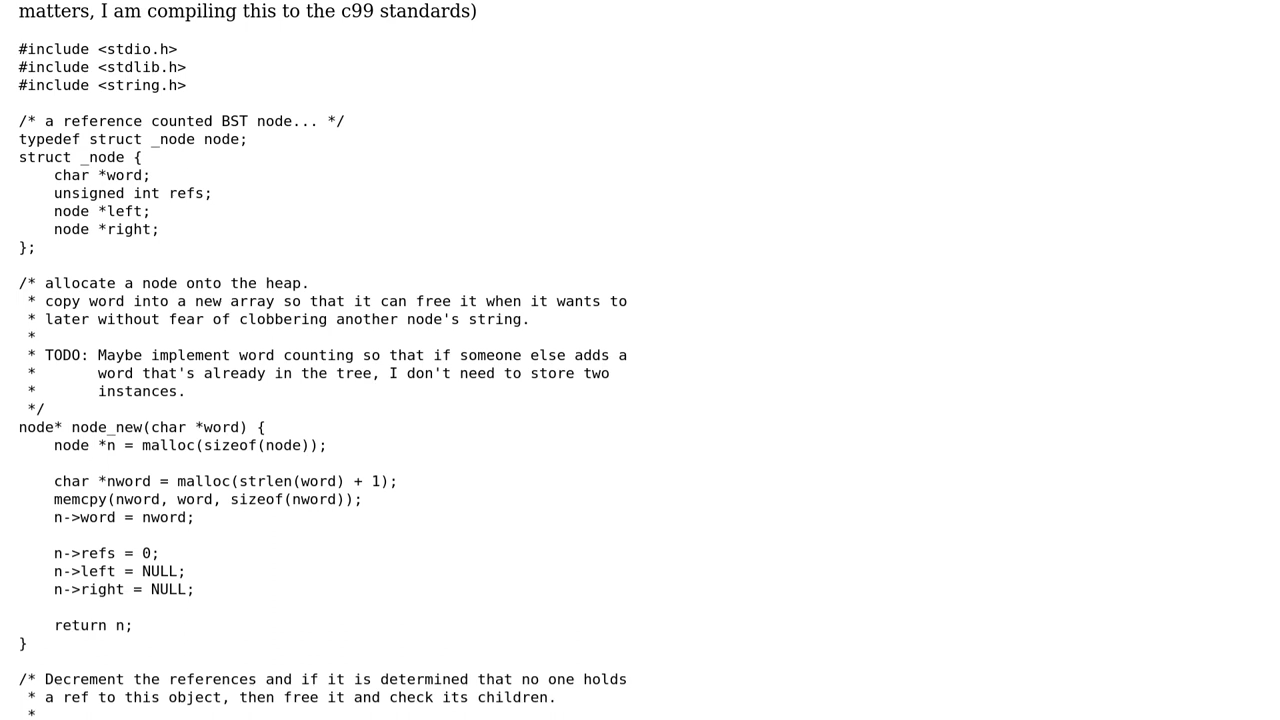 matters, I am compiling this to the c99 standards)
#include <stdio.h>
#include <stdlib.h>
#include <string.h>
/* a reference counted BST node... */
typedef struct _node node;
struct _node {
    char *word;
    unsigned int refs;
    node *left;
    node *right;
};
/* allocate a node onto the heap.
 * copy word into a new array so that it can free it when it wants to
 * later without fear of clobbering another node's string.
 *
 * TODO: Maybe implement word counting so that if someone else adds a
 *       word that's already in the tree, I don't need to store two
 *       instances.
 */
node* node_new(char *word) {
    node *n = malloc(sizeof(node));
    char *nword = malloc(strlen(word) + 1);
    memcpy(nword, word, sizeof(nword));
    n->word = nword;
    n->refs = 0;
    n->left = NULL;
    n->right = NULL;
    return n;
}
/* Decrement the references and if it is determined that no one holds
 * a ref to this object, then free it and check its children.
 *